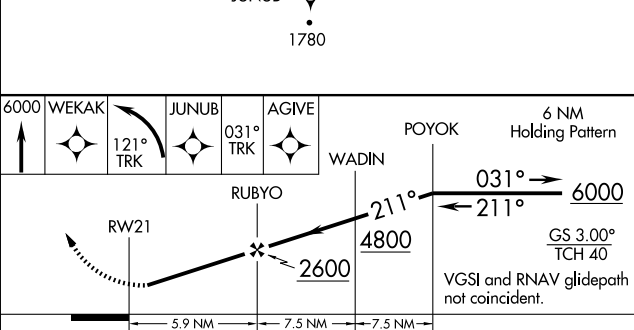 JUNUB
1780
6000 WEKAK 121° TRK JUNUB 031° TRK AGIVE
6 NM
Holding Pattern
POYOK
WADIN
RUBYO
RW21
031°
211°
211°
6000
4800
2600
GS 3.00°
TCH 40
VGSI and RNAV glidepath
not coincident.
5.9 NM 7.5 NM 7.5 NM